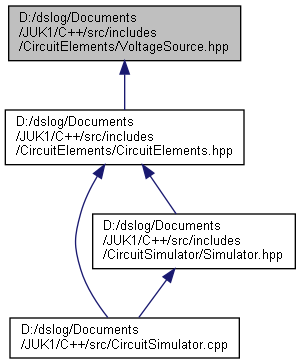 D:/dslog/Documents
/JUK1/C++/src/includes
/CircuitElements/VoltageSource.hpp
D:/dslog/Documents
/JUK1/C++/src/includes
/CircuitElements/CircuitElements.hpp
D:/dslog/Documents
/JUK1/C++/src/includes
/CircuitSimulator/Simulator.hpp
D:/dslog/Documents
/JUK1/C++/src/CircuitSimulator.cpp